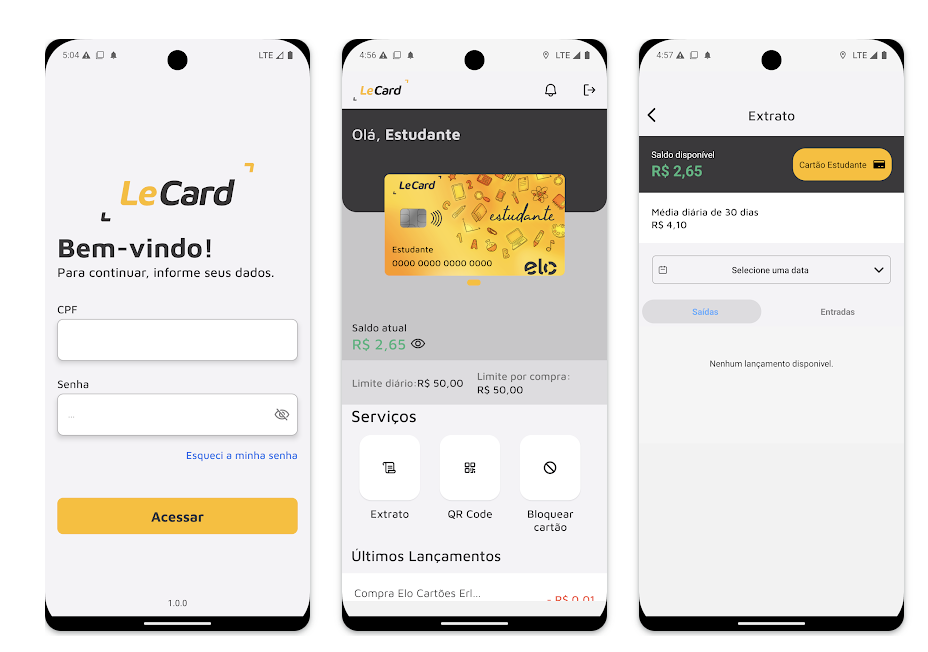 5:04
LTE
LeCard
Bem-vindo!
Para continuar, informe seus dados.
CPF
Senha
...
Esqueci a minha senha
Acessar
1.0.0
4:56
LTE
LeCard
Olá, Estudante
LeCard
estudante
Estudante
0000 0000 0000 0000
elo
Saldo atual
R$ 2,65
Limite diário:R$ 50,00
Limite por compra:
R$ 50,00
Serviços
Extrato
QR Code
Bloquear
cartão
Últimos Lançamentos
Compra Elo Cartões Erl...
- R$ 0,01
4:57
LTE
Extrato
Saldo disponível
R$ 2,65
Cartão Estudante
Média diária de 30 dias
R$ 4,10
Selecione uma data
Saídas
Entradas
Nenhum lançamento disponivel.